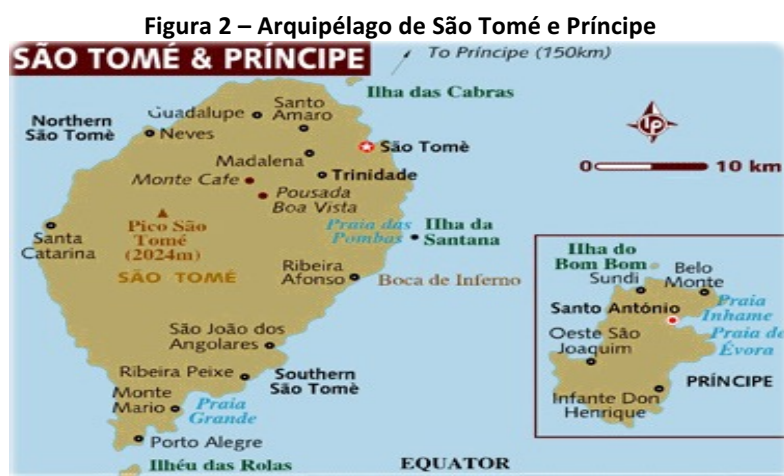 Figura 2 – Arquipélago de São Tomé e Príncipe
SÃO TOMÉ & PRÍNCIPE
To Príncipe (150km)
Ilha das Cabras
Guadalupe
Santo
Amaro
Northern
São Tomè
Neves
São Tomè
Madalena
Trinidade
Monte Cafe
Pousada
Boa Vista
LP
0
10 km
Pico São
Tomé
(2024m)
Praia das
Pombas
Ilha da
Santana
Santa
Catarina
SÃO TOMÈ
Ribeira
Afonso
Boca de Inferno
São João dos
Angolares
Ribeira Peixe
Southern
São Tomè
Monte
Mario
Praia
Grande
Porto Alegre
Ilhéu das Rolas
EQUATOR
Ilha do
Bom Bom
Sundi
Belo
Monte
Santo António
Praia
Inhame
Praia de
Évora
Oeste São
Joaquim
PRÍNCIPE
Infante Don
Henrique